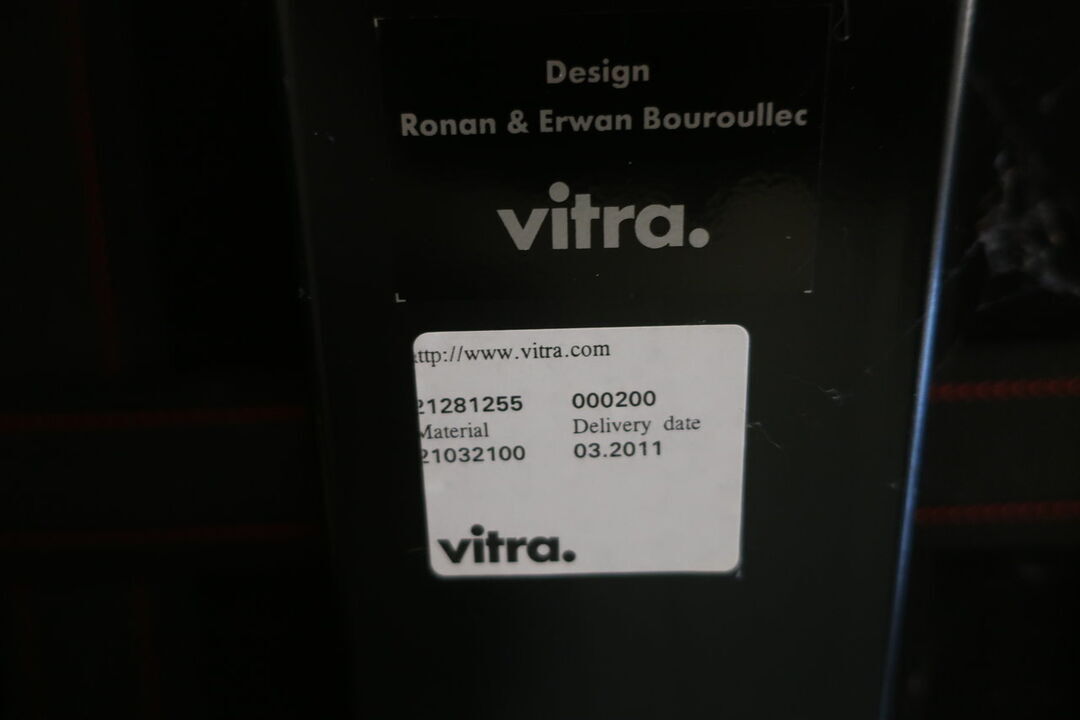 Design
Ronan & Erwan Bouroullec
vitra.
ttp://www.vitra.com
21281255 000200
Material Delivery date
21032100 03.2011
vitra.